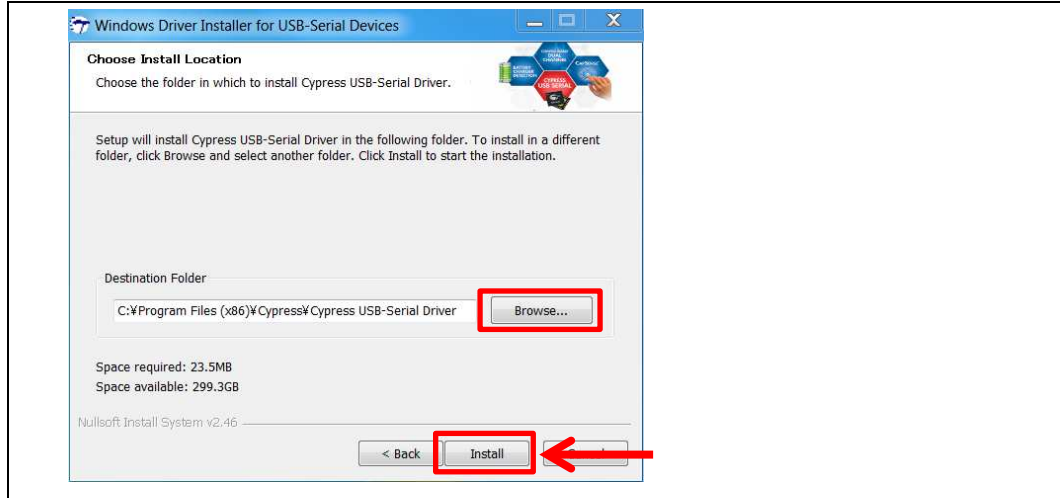 Windows Driver Installer for USB-Serial Devices
Choose Install Location
Choose the folder in which to install Cypress USB-Serial Driver.
CYPRESS
USB-SERIAL
Setup will install Cypress USB-Serial Driver in the following folder. To install in a different
folder, click Browse and select another folder. Click Install to start the installation.
Destination Folder
C:¥Program Files (x86)¥Cypress¥Cypress USB-Serial Driver
Browse...
Space required: 23.5MB
Space available: 299.3GB
Nullsoft Install System v2.46
< Back
Install